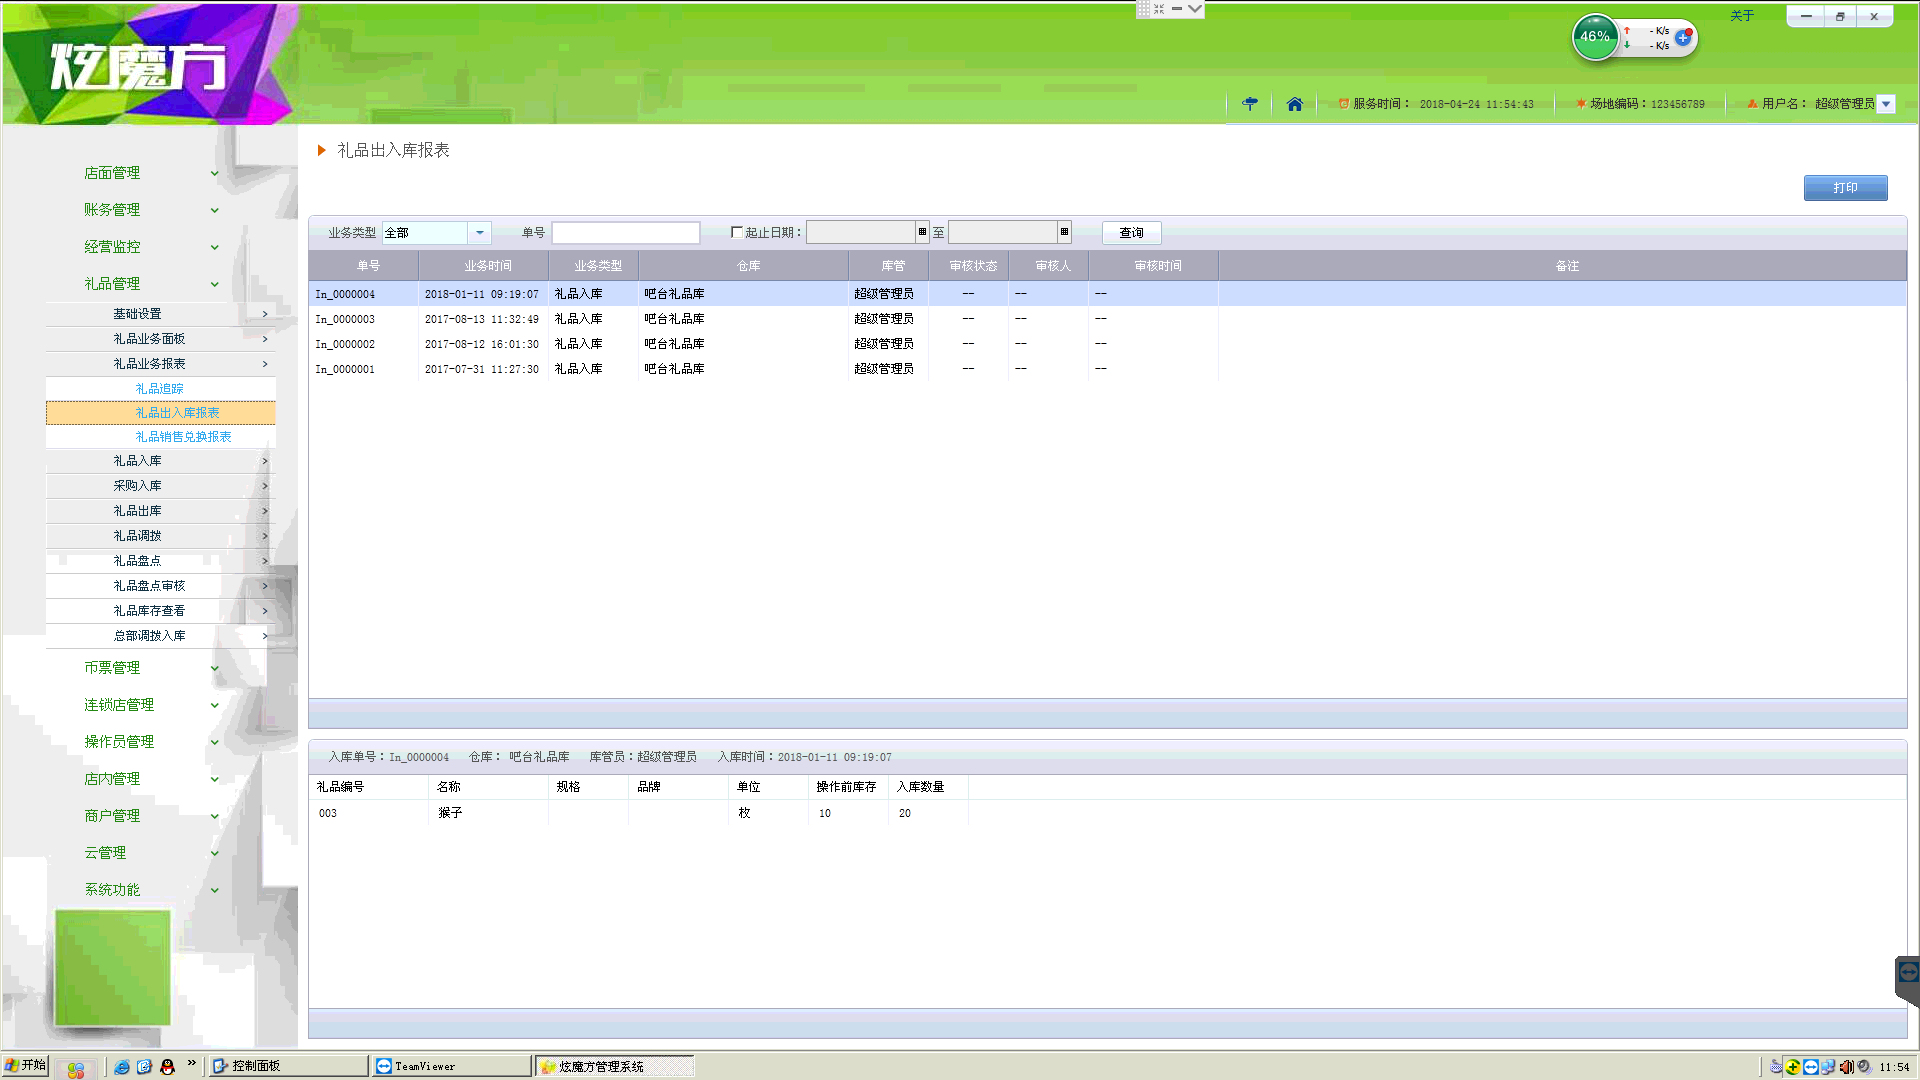 炫魔方
关于
46%
- K/s
- K/s
服务时间： 2018-04-24 11:54:43
场地编码：123456789
用户名： 超级管理员
店面管理
账务管理
经营监控
礼品管理
基础设置
礼品业务面板
礼品业务报表
礼品追踪
礼品出入库报表
礼品销售兑换报表
礼品入库
采购入库
礼品出库
礼品调拨
礼品盘点
礼品盘点审核
礼品库存查看
总部调拨入库
币票管理
连锁店管理
操作员管理
店内管理
商户管理
云管理
系统功能
礼品出入库报表
打印
业务类型 全部 单号 起止日期： 至 查询
单号 业务时间 业务类型 仓库 库管 审核状态 审核人 审核时间 备注
In_0000004 2018-01-11 09:19:07 礼品入库 吧台礼品库 超级管理员 -- -- --
In_0000003 2017-08-13 11:32:49 礼品入库 吧台礼品库 超级管理员 -- -- --
In_0000002 2017-08-12 16:01:30 礼品入库 吧台礼品库 超级管理员 -- -- --
In_0000001 2017-07-31 11:27:30 礼品入库 吧台礼品库 超级管理员 -- -- --
入库单号：In_0000004 仓库： 吧台礼品库 库管员：超级管理员 入库时间：2018-01-11 09:19:07
礼品编号 名称 规格 品牌 单位 操作前库存 入库数量
003 猴子 枚 10 20
开始
控制面板
TeamViewer
炫魔方管理系统
11:54